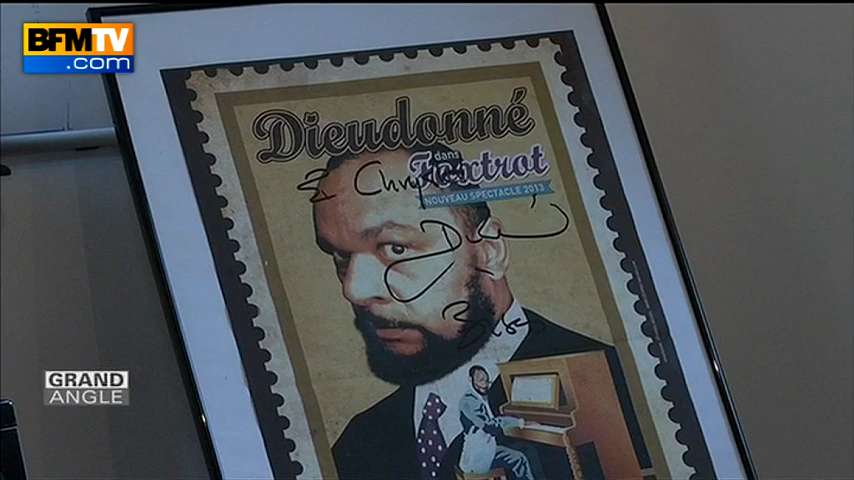 BFMTV
.com
Dieudonné
dans
Foxtrot
NOUVEAU SPECTACLE 2013
GRAND
ANGLE